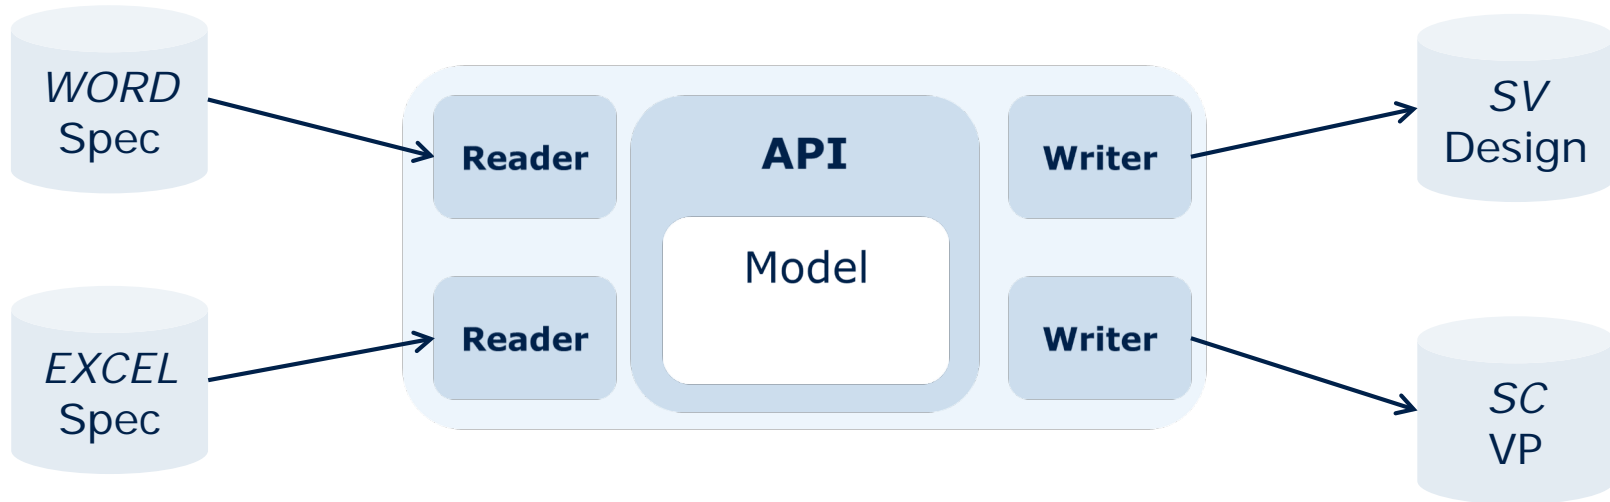 WORD
Spec
EXCEL
Spec
Reader
Reader
API
Model
Writer
Writer
SV
Design
SC
VP